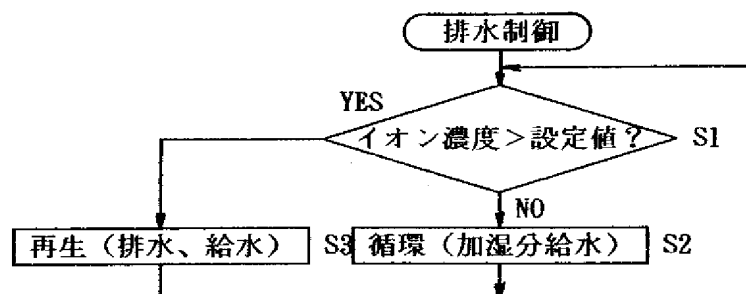 排水制御
YES
イオン濃度>設定値? S1
NO
再生(排水、給水) S3
循環(加湿分給水) S2